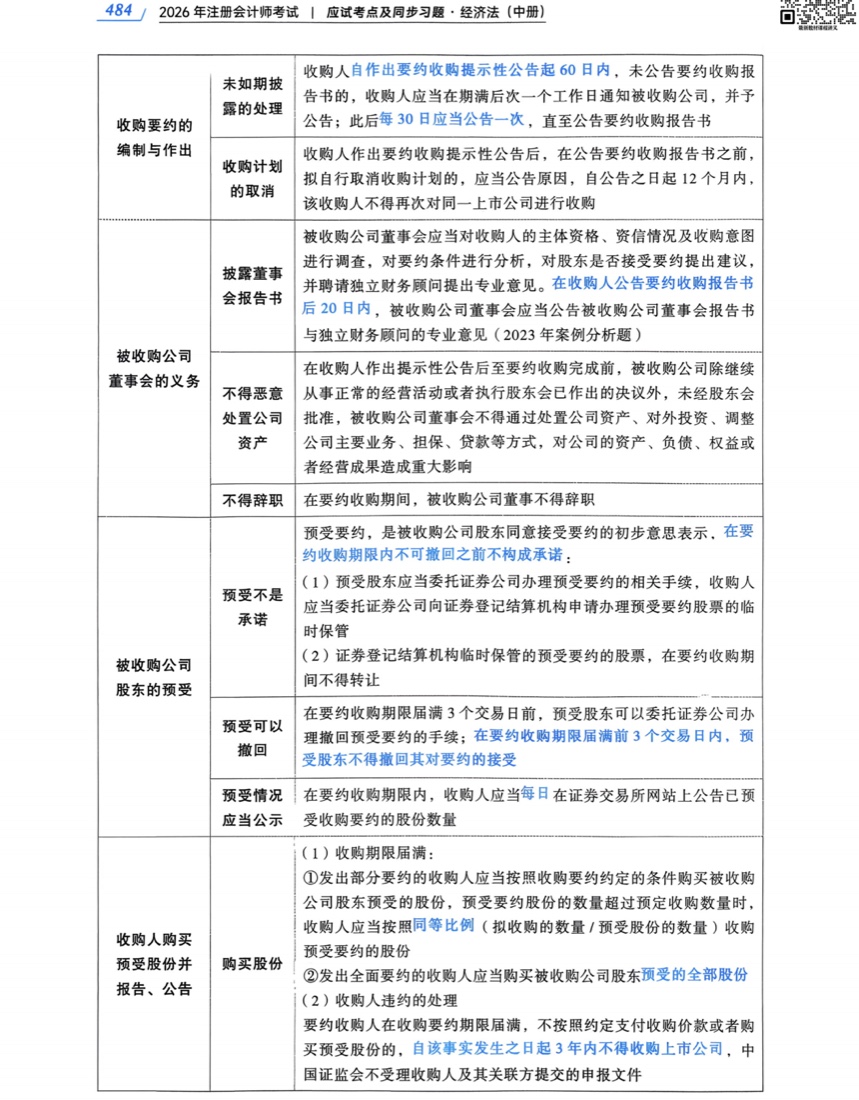 484 2026年注册会计师考试 | 应试考点及同步习题·经济法（中册）
收购要约的
编制与作出
未如期披
露的处理
收购人自作出要约收购提示性公告起60日内，未公告要约收购报
告书的，收购人应当在期满后次一个工作日通知被收购公司，并予
公告；此后每30日应当公告一次，直至公告要约收购报告书
收购计划
的取消
收购人作出要约收购提示性公告后，在公告要约收购报告书之前，
拟自行取消收购计划的，应当公告原因，自公告之日起12个月内，
该收购人不得再次对同一上市公司进行收购
被收购公司
董事会的义务
披露董事
会报告书
被收购公司董事会应当对收购人的主体资格、资信情况及收购意图
进行调查，对要约条件进行分析，对股东是否接受要约提出建议，
并聘请独立财务顾问提出专业意见。在收购人公告要约收购报告书
后20日内，被收购公司董事会应当公告被收购公司董事会报告书
与独立财务顾问的专业意见（2023年案例分析题）
不得恶意
处置公司
资产
在收购人作出提示性公告后至要约收购完成前，被收购公司除继续
从事正常的经营活动或者执行股东会已作出的决议外，未经股东会
批准，被收购公司董事会不得通过处置公司资产、对外投资、调整
公司主要业务、担保、贷款等方式，对公司的资产、负债、权益或
者经营成果造成重大影响
不得辞职
在要约收购期间，被收购公司董事不得辞职
被收购公司
股东的预受
预受不是
承诺
预受要约，是被收购公司股东同意接受要约的初步意思表示，在要
约收购期限内不可撤回之前不构成承诺：
（1）预受股东应当委托证券公司办理预受要约的相关手续，收购人
应当委托证券公司向证券登记结算机构申请办理预受要约股票的临
时保管
（2）证券登记结算机构临时保管的预受要约的股票，在要约收购期
间不得转让
预受可以
撤回
在要约收购期限届满3个交易日前，预受股东可以委托证券公司办
理撤回预受要约的手续；在要约收购期限届满前3个交易日内，预
受股东不得撤回其对要约的接受
预受情况
应当公示
在要约收购期限内，收购人应当每日在证券交易所网站上公告已预
受收购要约的股份数量
收购人购买
预受股份并
报告、公告
购买股份
（1）收购期限届满：
①发出部分要约的收购人应当按照收购要约约定的条件购买被收购
公司股东预受的股份，预受要约股份的数量超过预定收购数量时，
收购人应当按照同等比例（拟收购的数量/预受股份的数量）收购
预受要约的股份
②发出全面要约的收购人应当购买被收购公司股东预受的全部股份
（2）收购人违约的处理
要约收购人在收购要约期限届满，不按照约定支付收购价款或者购
买预受股份的，自该事实发生之日起3年内不得收购上市公司，中
国证监会不受理收购人及其关联方提交的申报文件